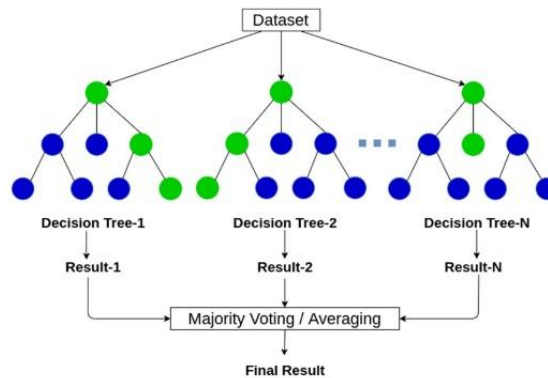 Dataset
Decision Tree-1
Decision Tree-2
Decision Tree-N
Result-1
Result-2
Result-N
Majority Voting / Averaging
Final Result